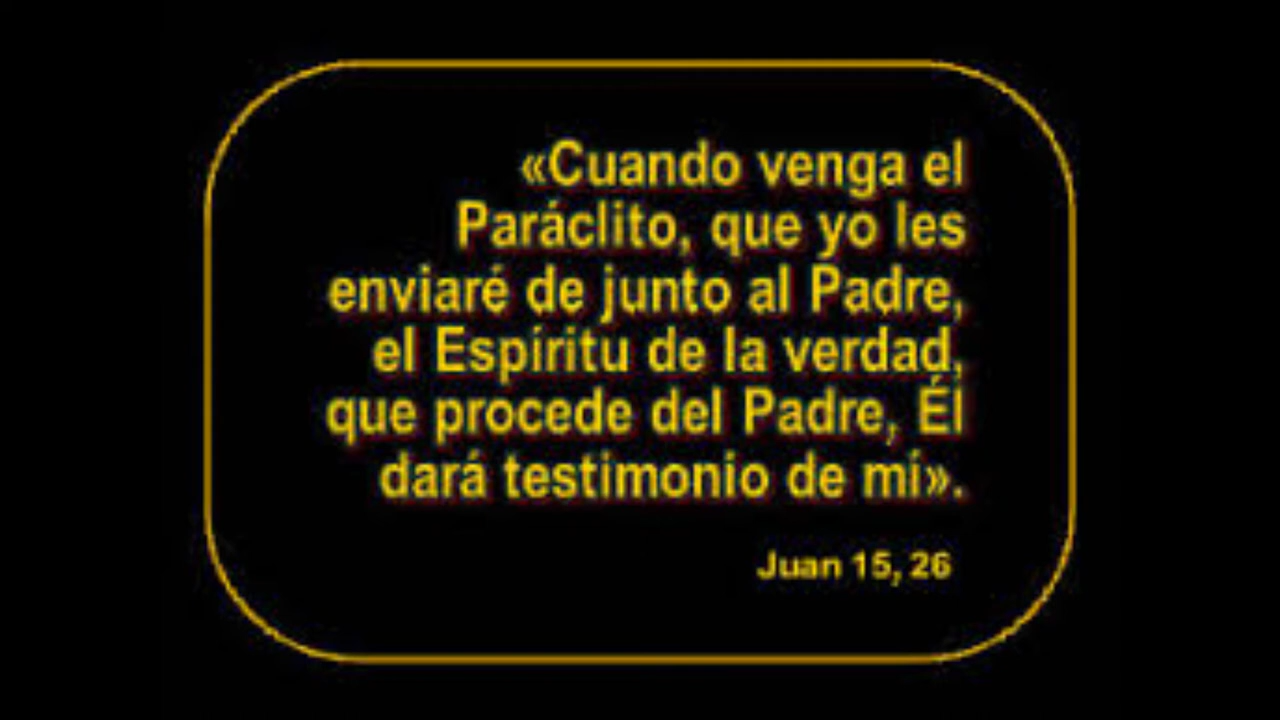 «Cuando venga el
Paráclito, que yo les
enviaré de junto al Padre,
el Espíritu de la verdad,
que procede del Padre, Él
dará testimonio de mí».
Juan 15, 26